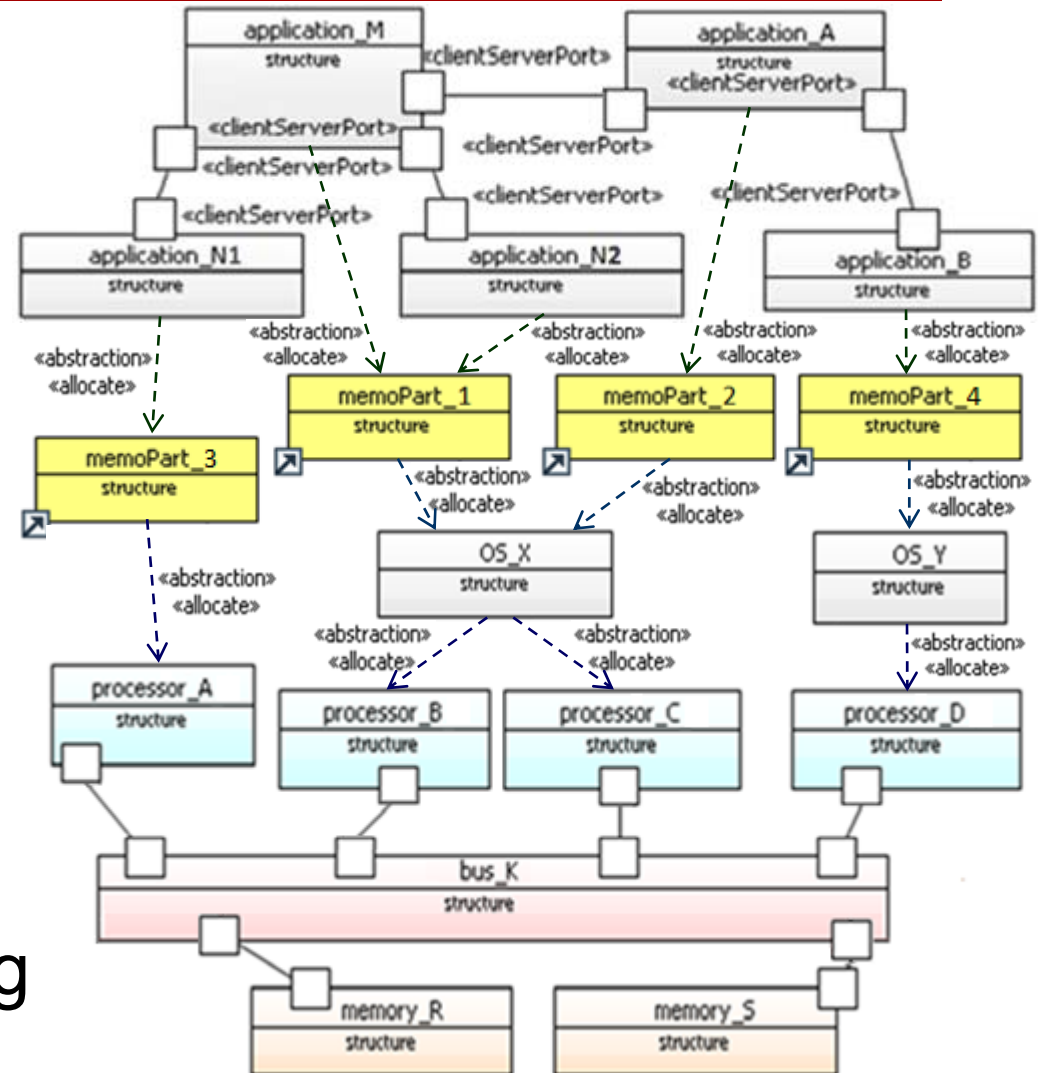 application_M
structure
«clientServerPort»
application_A
structure
«clientServerPort»
«clientServerPort»
«clientServerPort»
«clientServerPort»
«clientServerPort»
«clientServerPort»
«clientServerPort»
application_N1
structure
application_N2
structure
application_B
structure
«abstraction»
«allocate»
«abstraction»
«allocate»
«abstraction»
«allocate»
«abstraction»
«allocate»
«abstraction»
«allocate»
memoPart_1
structure
memoPart_2
structure
memoPart_4
structure
memoPart_3
structure
«abstraction»
«allocate»
«abstraction»
«allocate»
«abstraction»
«allocate»
OS_X
structure
OS_Y
structure
«abstraction»
«allocate»
«abstraction»
«allocate»
«abstraction»
«allocate»
«abstraction»
«allocate»
processor_A
structure
processor_B
structure
processor_C
structure
processor_D
structure
bus_K
structure
g
memory_R
structure
memory_S
structure